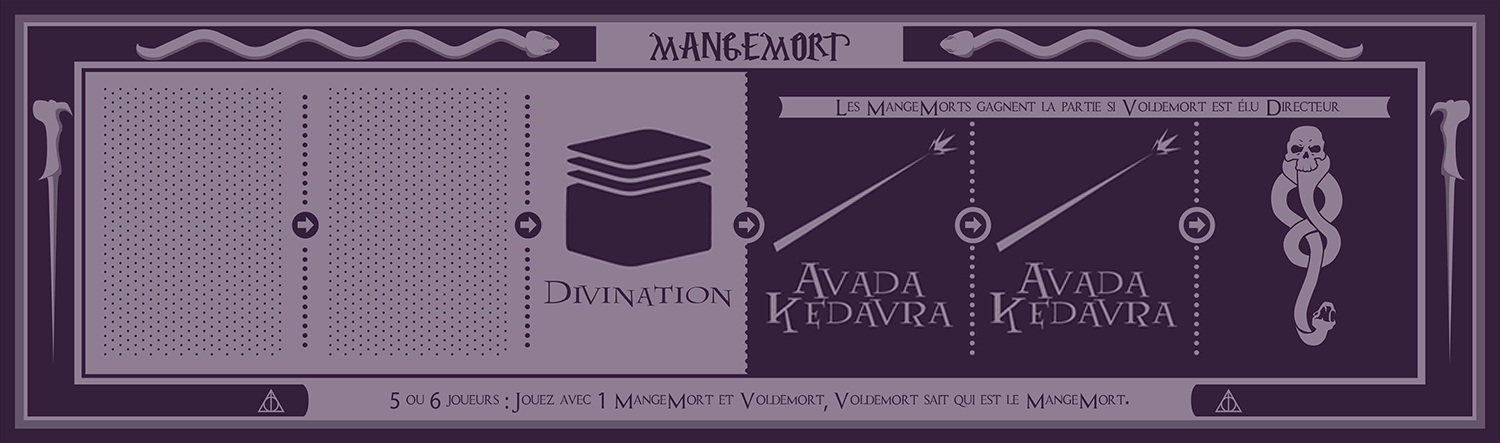 MANGEMORT
Les MangeMorts gagnent la partie si Voldemort est élu Directeur
Divination
Avada
Kedavra
Avada
Kedavra
5 ou 6 joueurs : Jouez avec 1 MangeMort et Voldemort, Voldemort sait qui est le MangeMort.